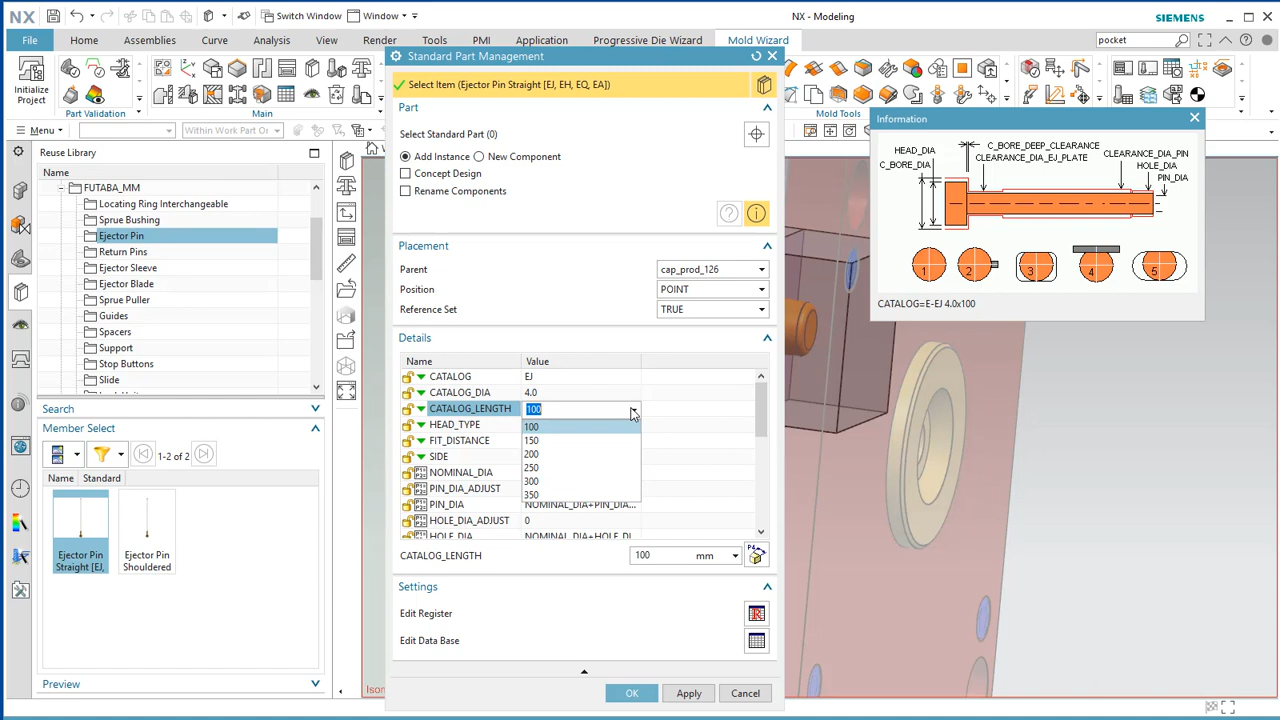 NX
Switch Window
Window
NX - Modeling
SIEMENS
File
Home
Assemblies
Curve
Analysis
View
Render
Tools
PMI
Application
Progressive Die Wizard
Mold Wizard
pocket
Initialize
Project
Part Validation
Main
Mold Tools
Menu
Within Work Part On
Reuse Library
Name
FUTABA_MM
Locating Ring Interchangeable
Sprue Bushing
Ejector Pin
Return Pins
Ejector Sleeve
Ejector Blade
Sprue Puller
Guides
Spacers
Support
Stop Buttons
Slide
Search
Member Select
1-2 of 2
Name
Standard
Ejector Pin
Straight [EJ,
Ejector Pin
Shouldered
Preview
Standard Part Management
Select Item (Ejector Pin Straight [EJ, EH, EQ, EA])
Part
Select Standard Part (0)
Add Instance
New Component
Concept Design
Rename Components
Placement
Parent
cap_prod_126
Position
POINT
Reference Set
TRUE
Details
Name
Value
CATALOG
EJ
CATALOG_DIA
4.0
CATALOG_LENGTH
100
HEAD_TYPE
100
FIT_DISTANCE
150
SIDE
200
NOMINAL_DIA
250
300
PIN_DIA_ADJUST
350
PIN_DIA
NOMINAL_DIA+PIN_DIA...
HOLE_DIA_ADJUST
0
HOLE_DIA
NOMINAL_DIA+HOLE_DI
CATALOG_LENGTH
100
mm
Settings
Edit Register
Edit Data Base
OK
Apply
Cancel
Information
HEAD_DIA
C_BORE_DIA
C_BORE_DEEP_CLEARANCE
CLEARANCE_DIA_EJ_PLATE
CLEARANCE_DIA_PIN
HOLE_DIA
PIN_DIA
1
2
3
4
5
CATALOG=E-EJ 4.0x100